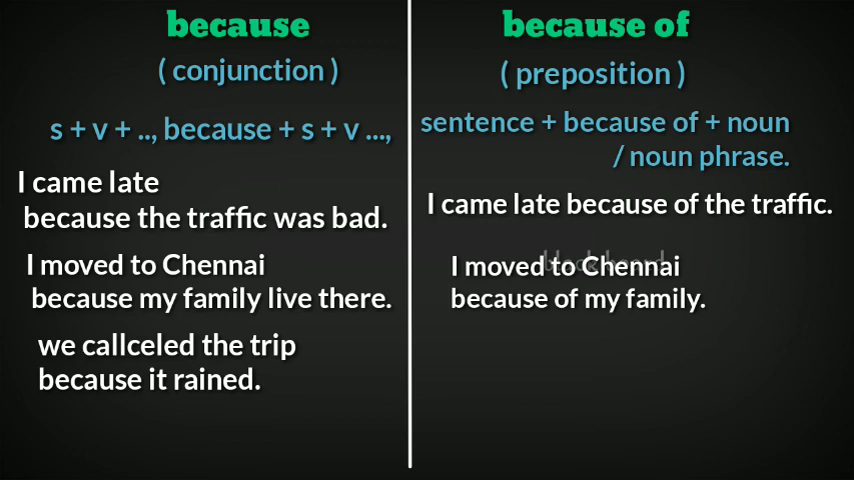 because
( conjunction )
s + v + .., because + s + v ...,
I came late
because the traffic was bad.
I moved to Chennai
because my family live there.
we callceled the trip
because it rained.
because of
( preposition )
sentence + because of + noun
/ noun phrase.
I came late because of the traffic.
I moved to Chennai
because of my family.